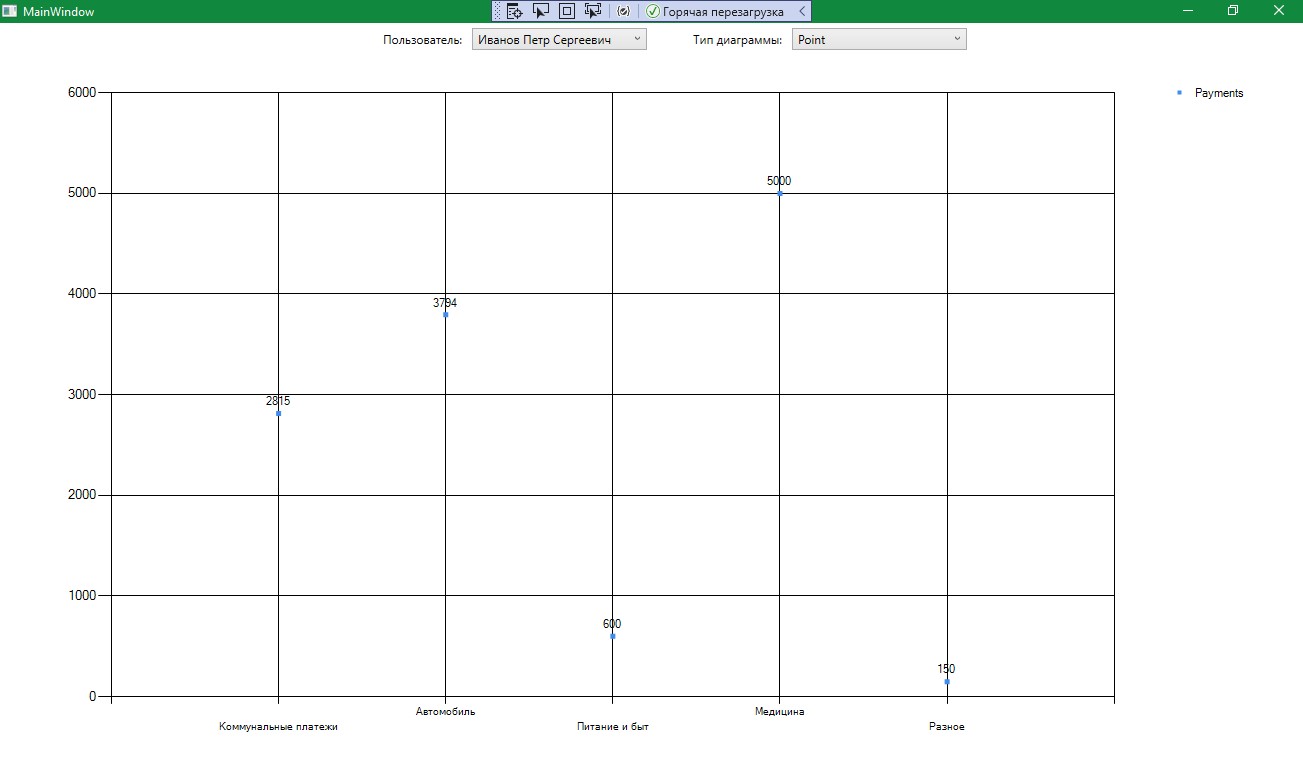 MainWindow
Горячая перезагрузка
Пользователь: Иванов Петр Сергеевич Тип диаграммы: Point
6000
Payments
5000
5000
4000
3794
3000
2815
2000
1000
600
150
0
Автомобиль Медицина
Коммунальные платежи Питание и быт Разное